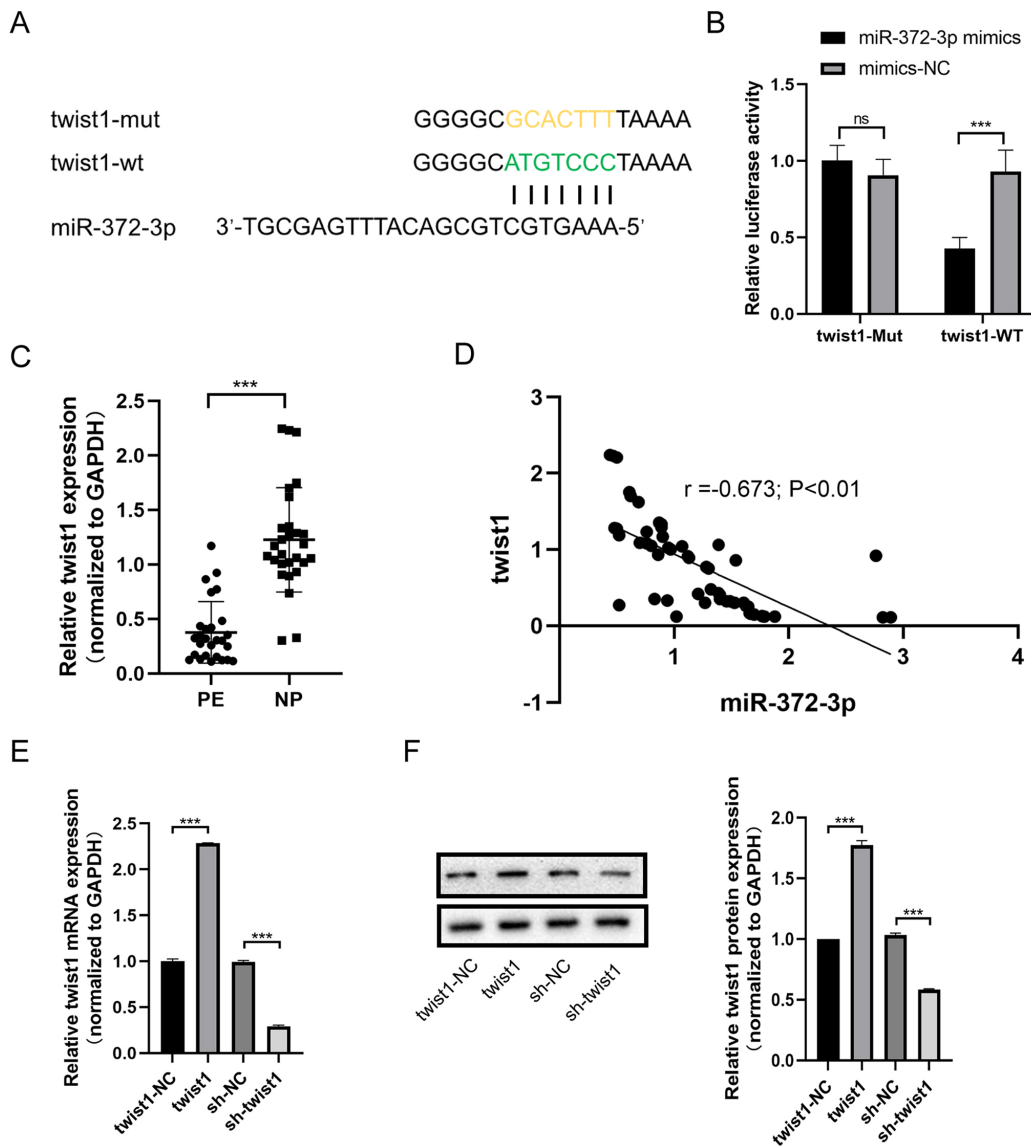 A
twist1-mut GGGGCGCACTTTTAAAA
twist1-wt GGGGCATGTCCCTAAAA
miR-372-3p 3'-TGCGAGTTTACAGCGTCGTGAAA-5'
B
miR-372-3p mimics
mimics-NC
Relative luciferase activity
1.5
1.0
0.5
0.0
ns
***
twist1-Mut twist1-WT
C
Relative twist1 expression
(normalized to GAPDH)
2.5
2.0
1.5
1.0
0.5
0.0
***
PE NP
D
twist1
3
2
1
0
-1
r =-0.673; P<0.01
1 2 3 4
miR-372-3p
E
Relative twist1 mRNA expression
(normalized to GAPDH)
2.5
2.0
1.5
1.0
0.5
0.0
***
***
twist1-NC twist1 sh-NC sh-twist1
F
twist1-NC twist1 sh-NC sh-twist1
Relative twist1 protein expression
(normalized to GAPDH)
2.0
1.5
1.0
0.5
0.0
***
***
twist1-NC twist1 sh-NC sh-twist1